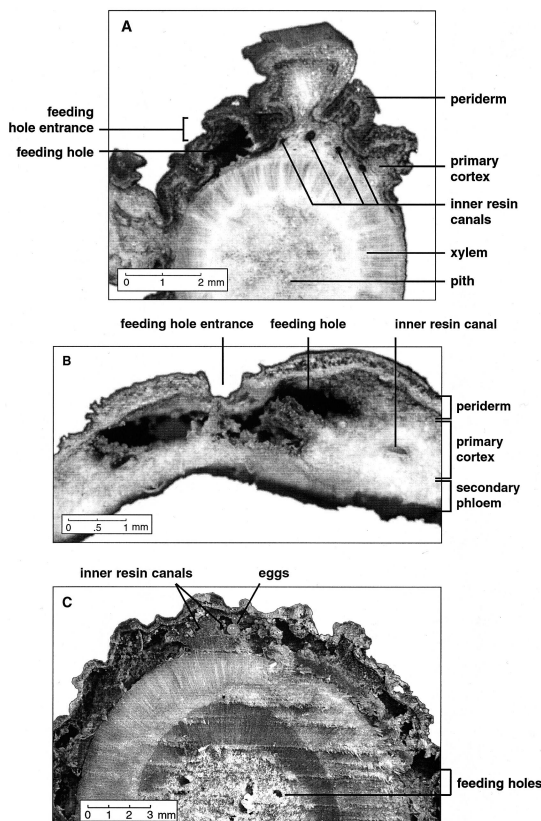 A
feeding
hole entrance
feeding hole
periderm
primary
cortex
inner resin
canals
xylem
pith
0 1 2 mm
feeding hole entrance feeding hole inner resin canal
B
periderm
primary
cortex
secondary
phloem
0 .5 1 mm
inner resin canals eggs
C
feeding holes
0 1 2 3 mm